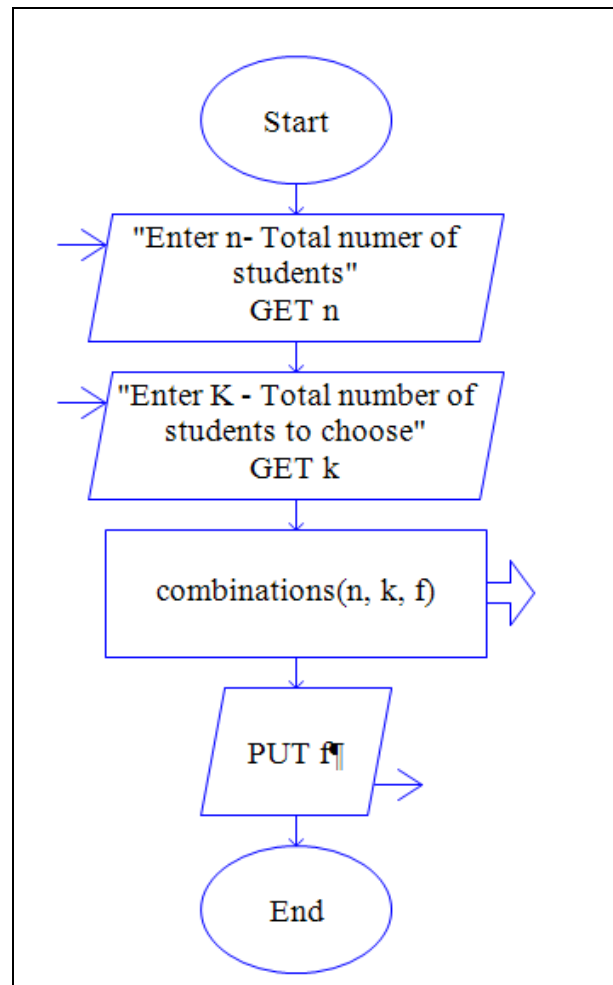 Start
"Enter n- Total numer of
students"
GET n
"Enter K - Total number of
students to choose"
GET k
combinations(n, k, f)
PUT f¶
End